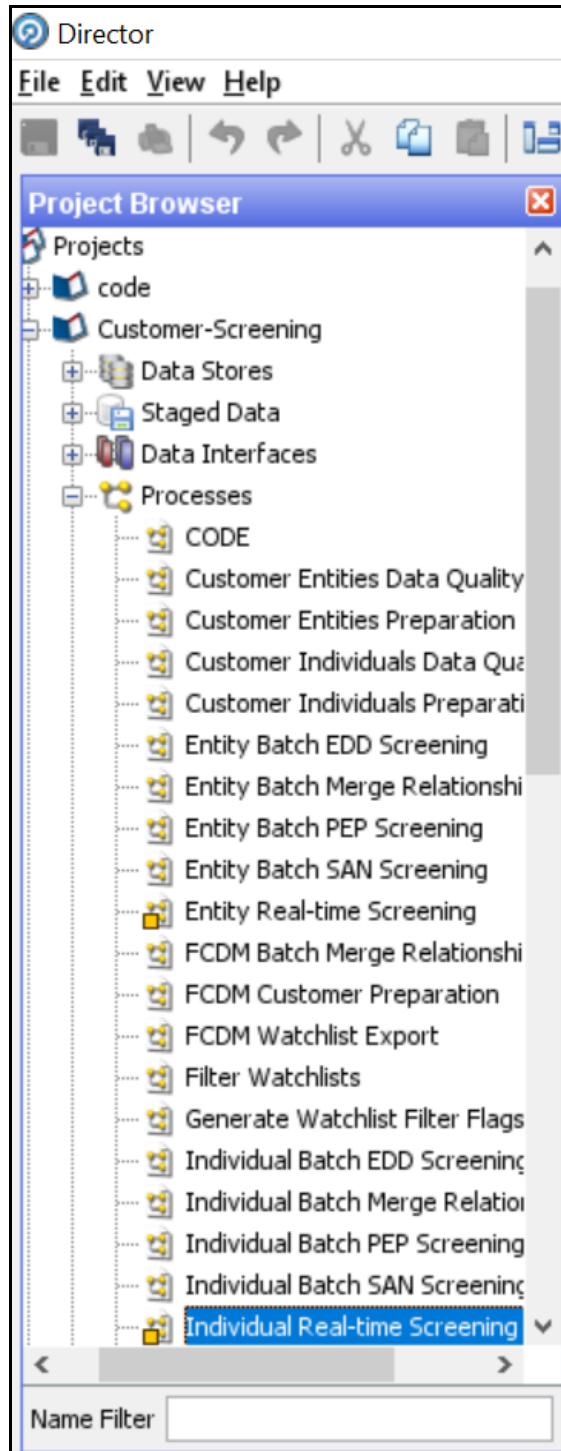 Director
File Edit View Help
Project Browser
Projects
code
Customer-Screening
Data Stores
Staged Data
Data Interfaces
Processes
CODE
Customer Entities Data Quality
Customer Entities Preparation
Customer Individuals Data Qua
Customer Individuals Preparati
Entity Batch EDD Screening
Entity Batch Merge Relationshi
Entity Batch PEP Screening
Entity Batch SAN Screening
Entity Real-time Screening
FCDM Batch Merge Relationshi
FCDM Customer Preparation
FCDM Watchlist Export
Filter Watchlists
Generate Watchlist Filter Flags
Individual Batch EDD Screening
Individual Batch Merge Relation
Individual Batch PEP Screening
Individual Batch SAN Screening
Individual Real-time Screening
Name Filter